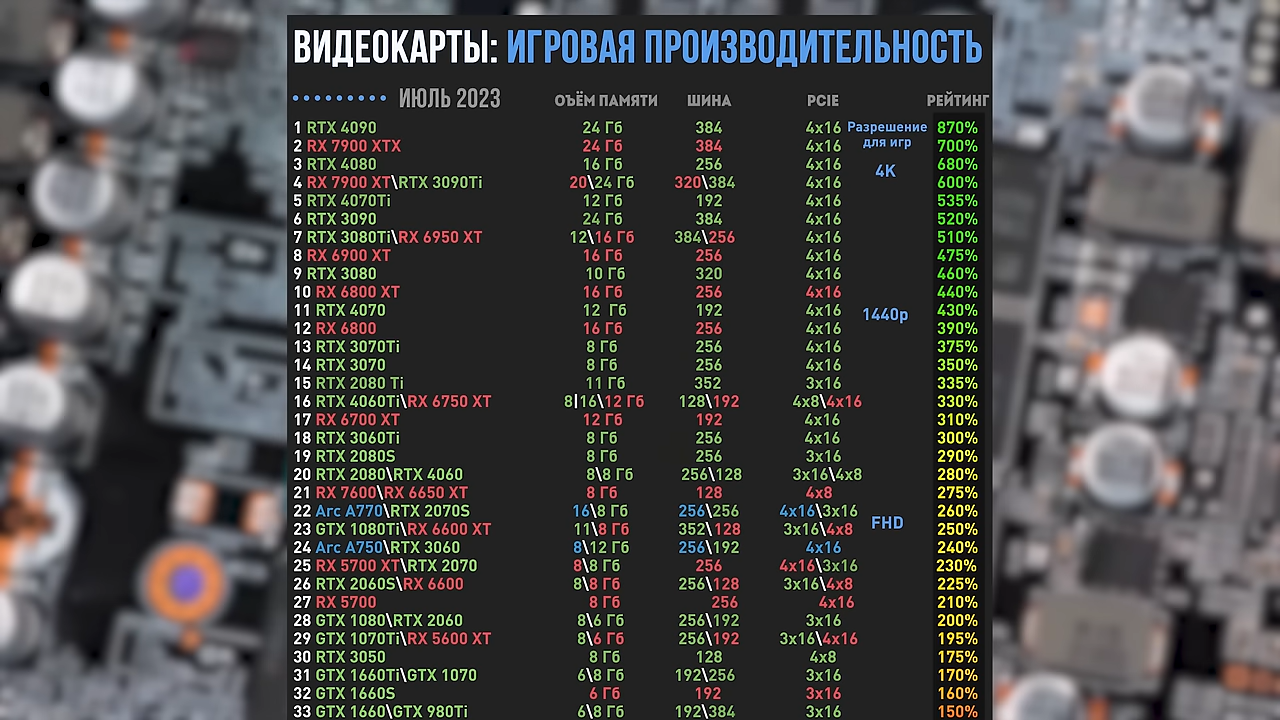 ВИДЕОКАРТЫ: ИГРОВАЯ ПРОИЗВОДИТЕЛЬНОСТЬ
ИЮЛЬ 2023 ОЪЁМ ПАМЯТИ ШИНА PCIE РЕЙТИНГ
1 RTX 4090 24 Гб 384 4x16 Разрешение 870%
для игр
2 RX 7900 XTX 24 Гб 384 4x16 700%
3 RTX 4080 16 Гб 256 4x16 4K 680%
4 RX 7900 XT\RTX 3090Ti 20\24 Гб 320\384 4x16 600%
5 RTX 4070Ti 12 Гб 192 4x16 535%
6 RTX 3090 24 Гб 384 4x16 520%
7 RTX 3080Ti\RX 6950 XT 12\16 Гб 384\256 4x16 510%
8 RX 6900 XT 16 Гб 256 4x16 475%
9 RTX 3080 10 Гб 320 4x16 460%
10 RX 6800 XT 16 Гб 256 4x16 440%
11 RTX 4070 12 Гб 192 4x16 1440p 430%
12 RX 6800 16 Гб 256 4x16 390%
13 RTX 3070Ti 8 Гб 256 4x16 375%
14 RTX 3070 8 Гб 256 4x16 350%
15 RTX 2080 Ti 11 Гб 352 3x16 335%
16 RTX 4060Ti\RX 6750 XT 8|16\12 Гб 128\192 4x8\4x16 330%
17 RX 6700 XT 12 Гб 192 4x16 310%
18 RTX 3060Ti 8 Гб 256 4x16 300%
19 RTX 2080S 8 Гб 256 3x16 290%
20 RTX 2080\RTX 4060 8\8 Гб 256\128 3x16\4x8 280%
21 RX 7600\RX 6650 XT 8 Гб 128 4x8 275%
22 Arc A770\RTX 2070S 16\8 Гб 256\256 4x16\3x16 260%
23 GTX 1080Ti\RX 6600 XT 11\8 Гб 352\128 3x16\4x8 FHD 250%
24 Arc A750\RTX 3060 8\12 Гб 256\192 4x16 240%
25 RX 5700 XT\RTX 2070 8\8 Гб 256 4x16\3x16 230%
26 RTX 2060S\RX 6600 8\8 Гб 256\128 3x16\4x8 225%
27 RX 5700 8 Гб 256 4x16 210%
28 GTX 1080\RTX 2060 8\6 Гб 256\192 3x16 200%
29 GTX 1070Ti\RX 5600 XT 8\6 Гб 256\192 3x16\4x16 195%
30 RTX 3050 8 Гб 128 4x8 175%
31 GTX 1660Ti\GTX 1070 6\8 Гб 192\256 3x16 170%
32 GTX 1660S 6 Гб 192 3x16 160%
33 GTX 1660\GTX 980Ti 6\8 Гб 192\384 3x16 150%